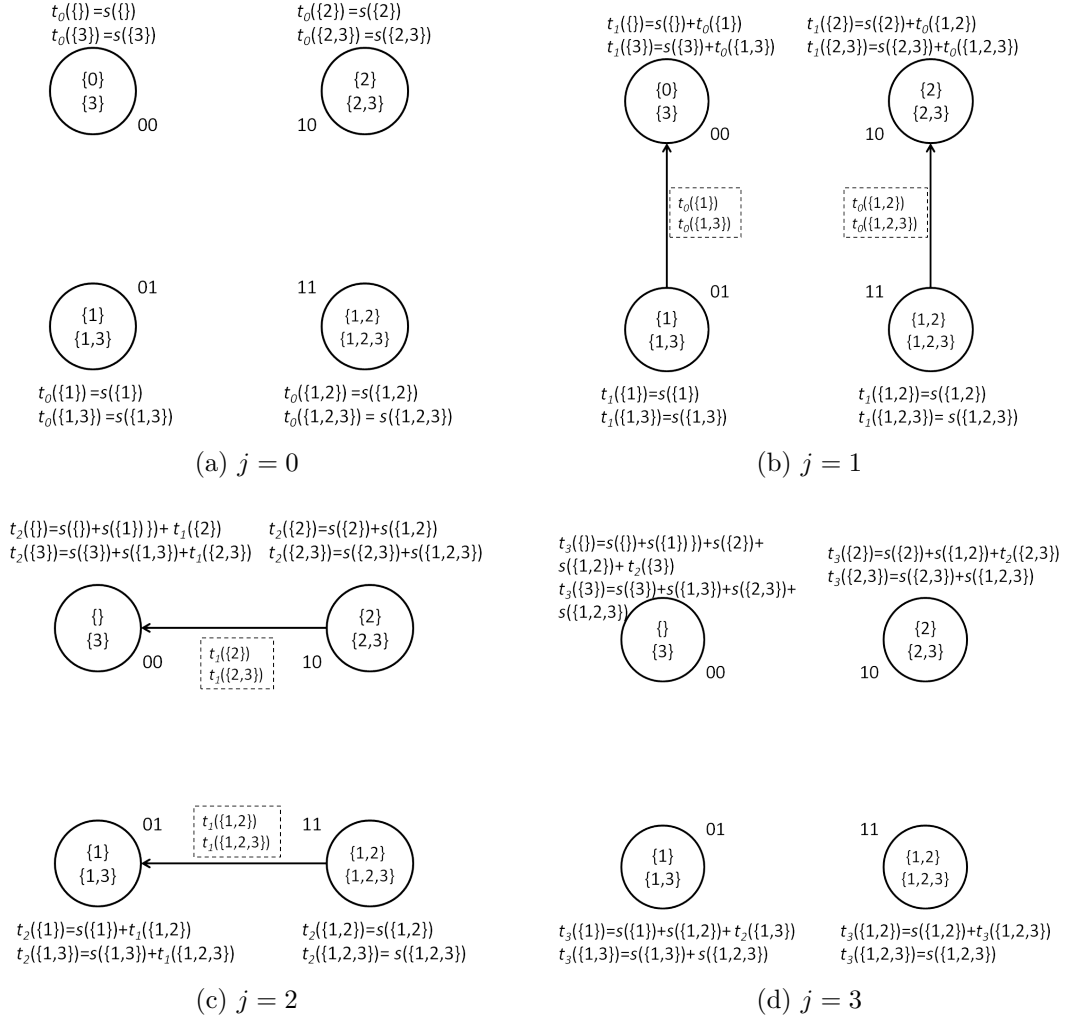 t0({}) =s({})
t0({3}) =s({3})
{0}
{3}
00
t0({2}) =s({2})
t0({2,3}) =s({2,3})
{2}
{2,3}
10
01
{1}
{1,3}
t0({1}) =s({1})
t0({1,3}) =s({1,3})
11
{1,2}
{1,2,3}
t0({1,2}) =s({1,2})
t0({1,2,3}) = s({1,2,3})
(a) j = 0
t1({})=s({})+t0({1})
t1({3})=s({3})+t0({1,3})
{0}
{3}
00
t1({2})=s({2})+t0({1,2})
t1({2,3})=s({2,3})+t0({1,2,3})
{2}
{2,3}
10
t0({1})
t0({1,3})
t0({1,2})
t0({1,2,3})
01
{1}
{1,3}
t1({1})=s({1})
t1({1,3})=s({1,3})
11
{1,2}
{1,2,3}
t1({1,2})=s({1,2})
t1({1,2,3})= s({1,2,3})
(b) j = 1
t2({})=s({})+s({1}) })+ t1({2})
t2({3})=s({3})+s({1,3})+t1({2,3})
{}
{3}
00
t2({2})=s({2})+s({1,2})
t2({2,3})=s({2,3})+s({1,2,3})
{2}
{2,3}
10
t1({2})
t1({2,3})
t1({1,2})
t1({1,2,3})
01
{1}
{1,3}
t2({1})=s({1})+t1({1,2})
t2({1,3})=s({1,3})+t1({1,2,3})
11
{1,2}
{1,2,3}
t2({1,2})=s({1,2})
t2({1,2,3})= s({1,2,3})
(c) j = 2
t3({})=s({})+s({1}) })+s({2})+
s({1,2})+ t2({3})
t3({3})=s({3})+s({1,3})+s({2,3})+
s({1,2,3})
{}
{3}
00
t3({2})=s({2})+s({1,2})+t2({2,3})
t3({2,3})=s({2,3})+s({1,2,3})
{2}
{2,3}
10
01
{1}
{1,3}
t3({1})=s({1})+s({1,2})+ t2({1,3})
t3({1,3})=s({1,3})+ s({1,2,3})
11
{1,2}
{1,2,3}
t3({1,2})=s({1,2})+t3({1,2,3})
t3({1,2,3})=s({1,2,3})
(d) j = 3